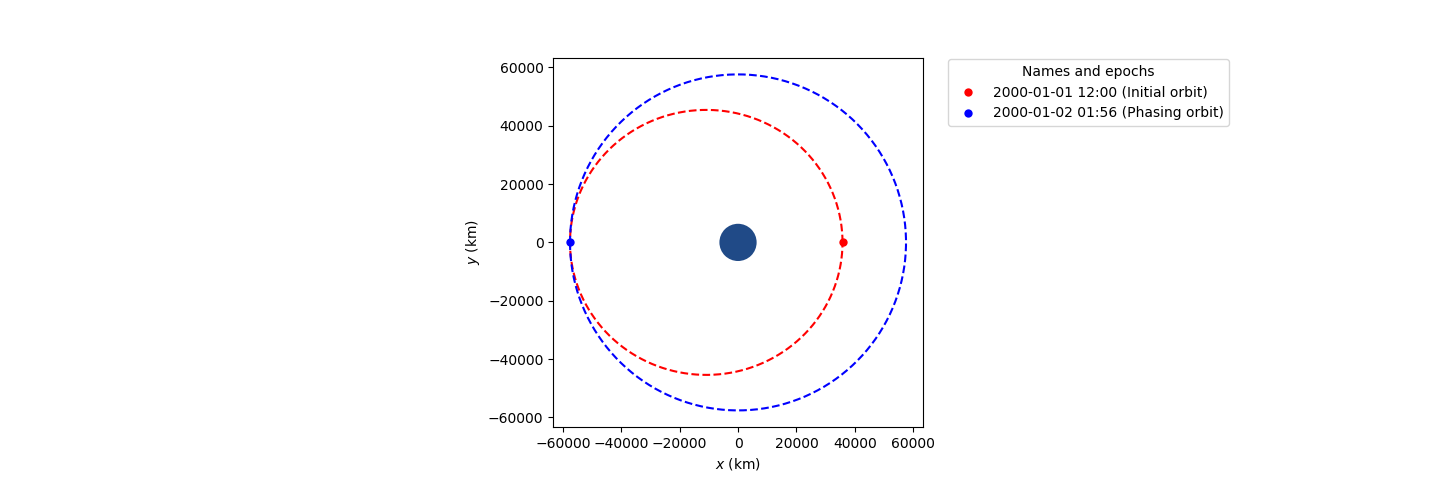 Names and epochs
2000-01-01 12:00 (Initial orbit)
2000-01-02 01:56 (Phasing orbit)
60000
40000
20000
0
−20000
−40000
−60000
y (km)
−60000 −40000 −20000 0 20000 40000 60000
x (km)